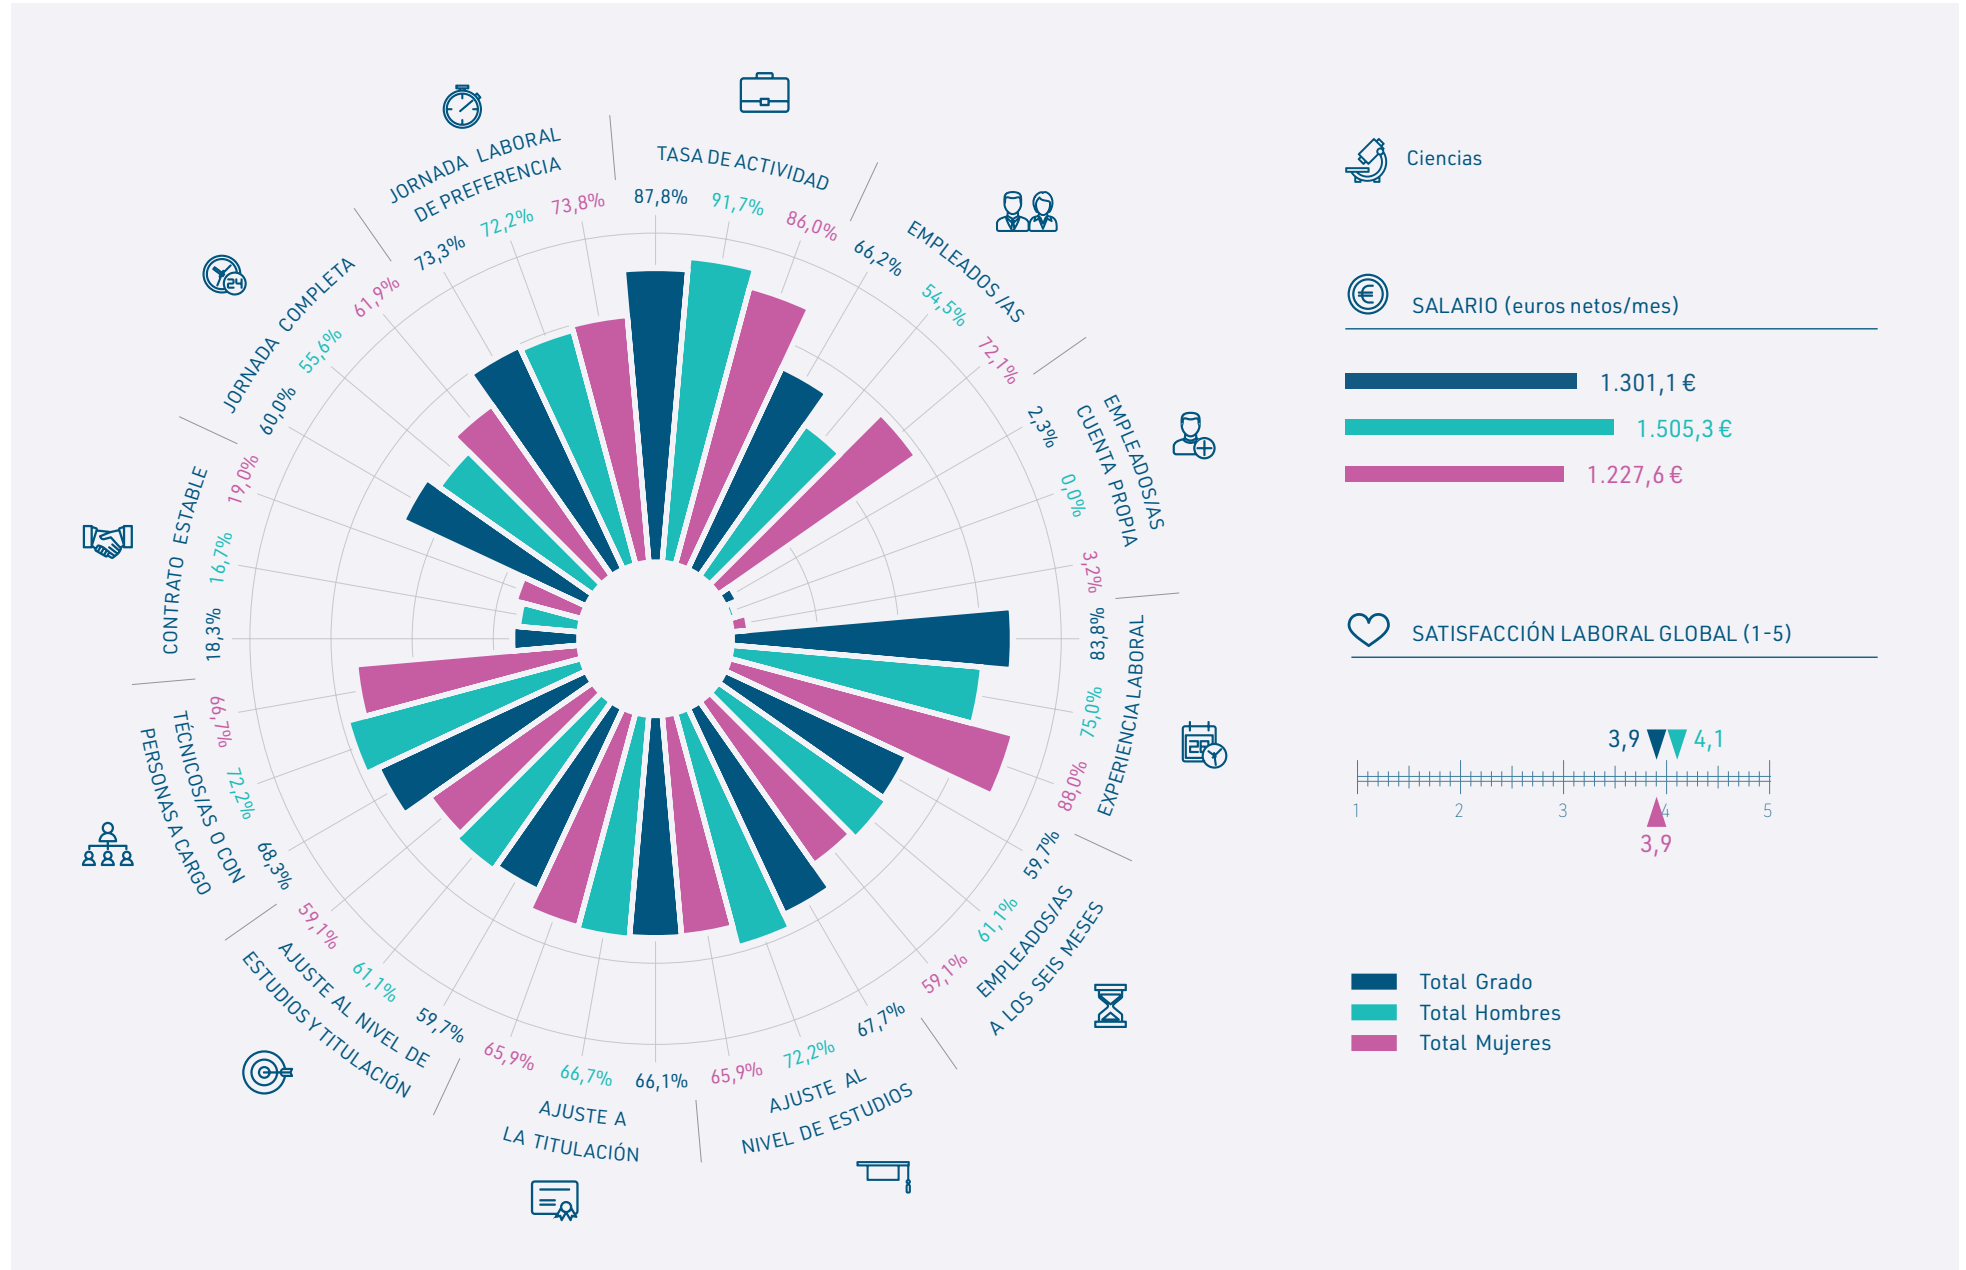 TASA DE ACTIVIDAD
87,8%
91,7%
86,0%
EMPLEADOS /AS
66,2%
54,5%
72,1%
EMPLEADOS/AS
CUENTA PROPIA
2,3%
0,0%
3,2%
EXPERIENCIA LABORAL
83,8%
75,0%
88,0%
EMPLEADOS/AS
A LOS SEIS MESES
59,7%
61,1%
59,1%
AJUSTE AL
NIVEL DE ESTUDIOS
67,7%
72,2%
65,9%
AJUSTE A
LA TITULACIÓN
66,1%
66,7%
65,9%
AJUSTE AL NIVEL DE
ESTUDIOS Y TITULACIÓN
59,7%
61,1%
59,1%
TÉCNICOS/AS O CON
PERSONAS A CARGO
68,3%
72,2%
66,7%
CONTRATO ESTABLE
18,3%
16,7%
19,0%
JORNADA COMPLETA
60,0%
55,6%
61,9%
JORNADA LABORAL
DE PREFERENCIA
73,3%
72,2%
73,8%
24
28
Ciencias
€
SALARIO (euros netos/mes)
1.301,1 €
1.505,3 €
1.227,6 €
SATISFACCIÓN LABORAL GLOBAL (1-5)
3,9 4,1
1 2 3 4 5
3,9
Total Grado
Total Hombres
Total Mujeres